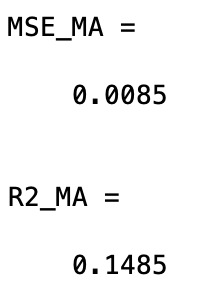 MSE_MA =
0.0085
R2_MA =
0.1485